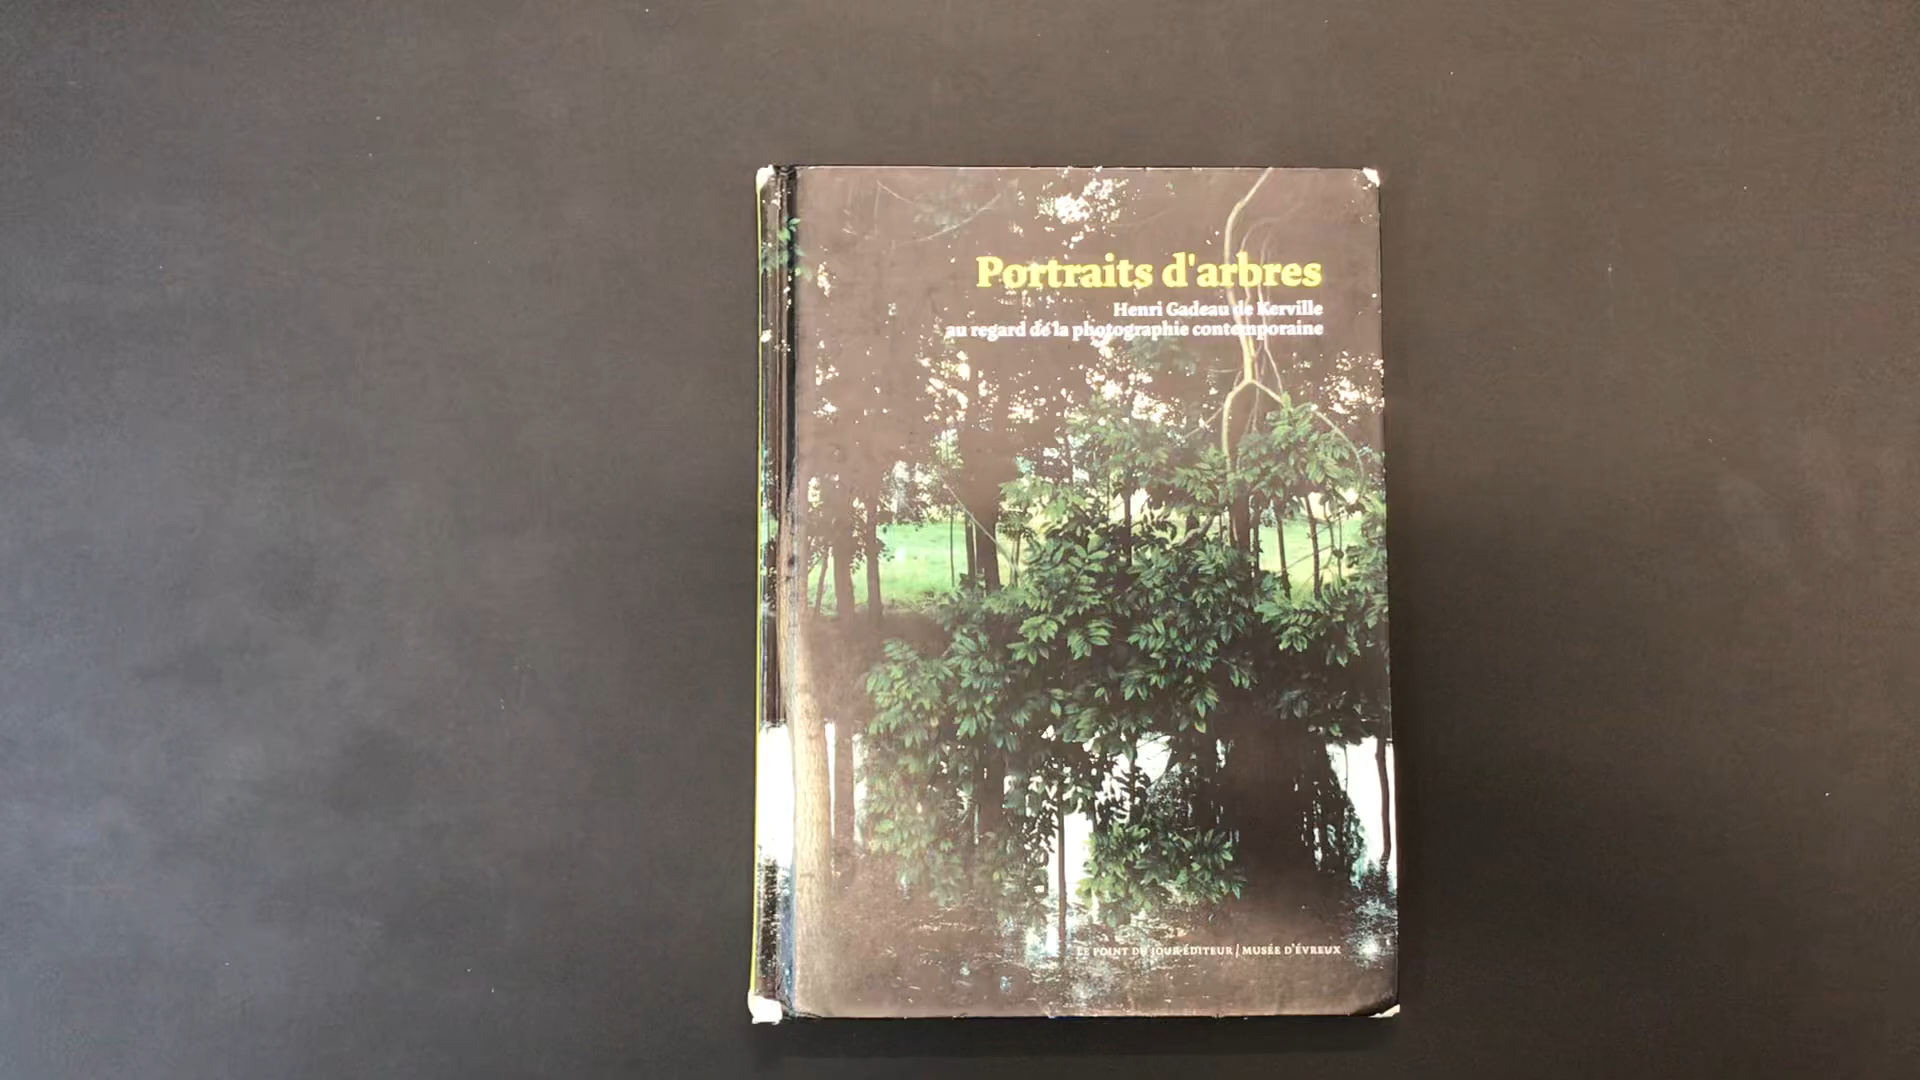 Portraits d'arbres
Henri Gadeau de Kerville
au regard de la photographie contemporaine
LE POINT DU JOUR ÉDITEUR / MUSÉE D'ÉVREUX